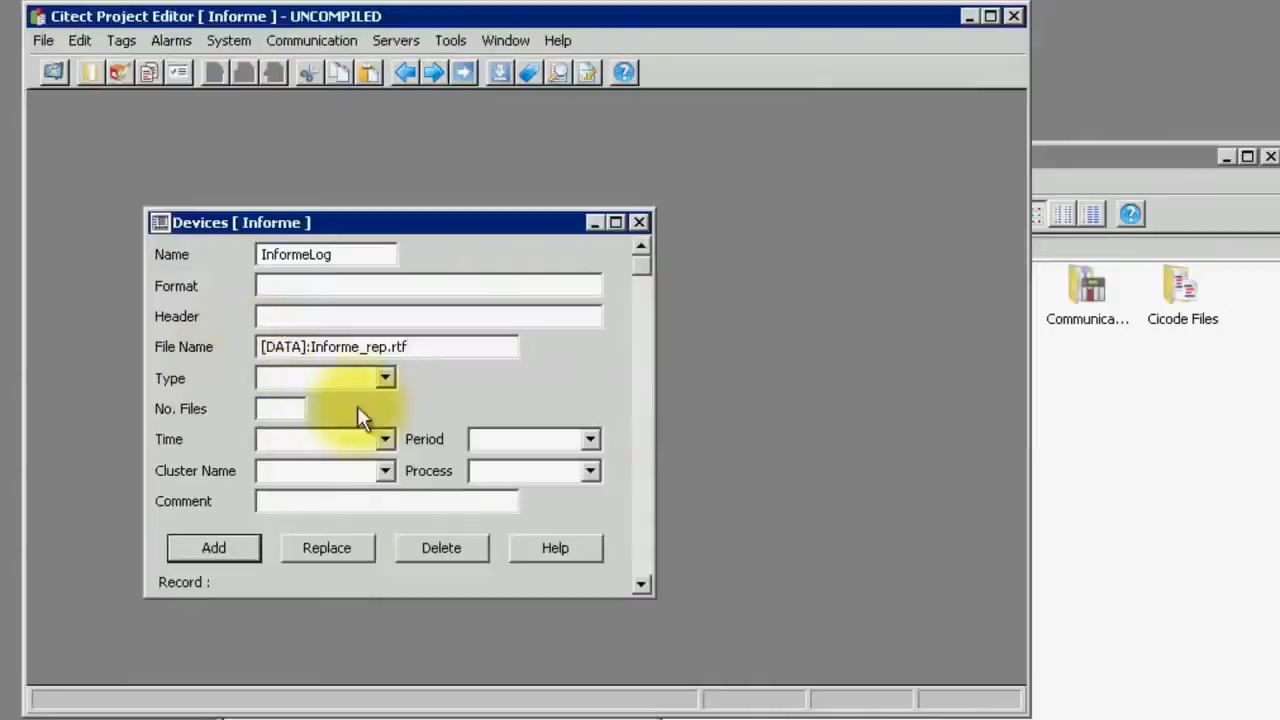 Citect Project Editor [ Informe ] - UNCOMPILED
File Edit Tags Alarms System Communication Servers Tools Window Help
Devices [ Informe ]
Name InformeLog
Format
Header
File Name [DATA]:Informe_rep.rtf
Type
No. Files
Time Period
Cluster Name Process
Comment
Add Replace Delete Help
Record :
Communica... Cicode Files